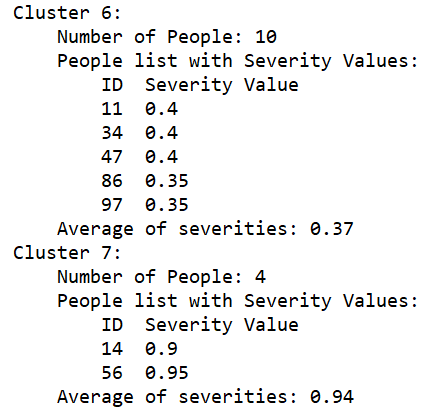 Cluster 6:
Number of People: 10
People list with Severity Values:
ID Severity Value
11 0.4
34 0.4
47 0.4
86 0.35
97 0.35
Average of severities: 0.37
Cluster 7:
Number of People: 4
People list with Severity Values:
ID Severity Value
14 0.9
56 0.95
Average of severities: 0.94